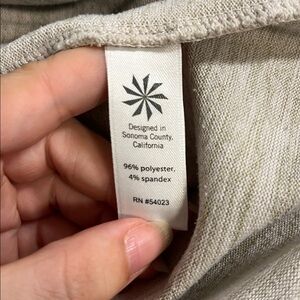 Designed in
Sonoma County,
California
96% polyester,
4% spandex
RN #54023